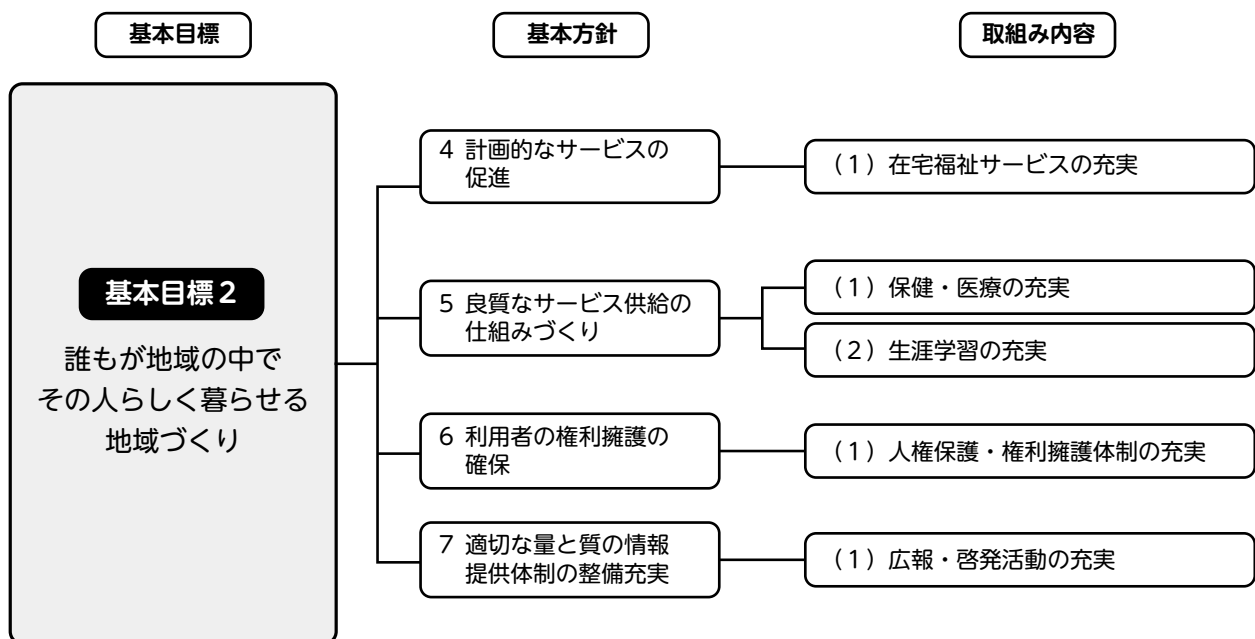 基本目標
基本方針
取組み内容
基本目標2
誰もが地域の中で
その人らしく暮らせる
地域づくり
4 計画的なサービスの
促進
(1)在宅福祉サービスの充実
5 良質なサービス供給の
仕組みづくり
(1)保健・医療の充実
(2)生涯学習の充実
6 利用者の権利擁護の
確保
(1)人権保護・権利擁護体制の充実
7 適切な量と質の情報
提供体制の整備充実
(1)広報・啓発活動の充実